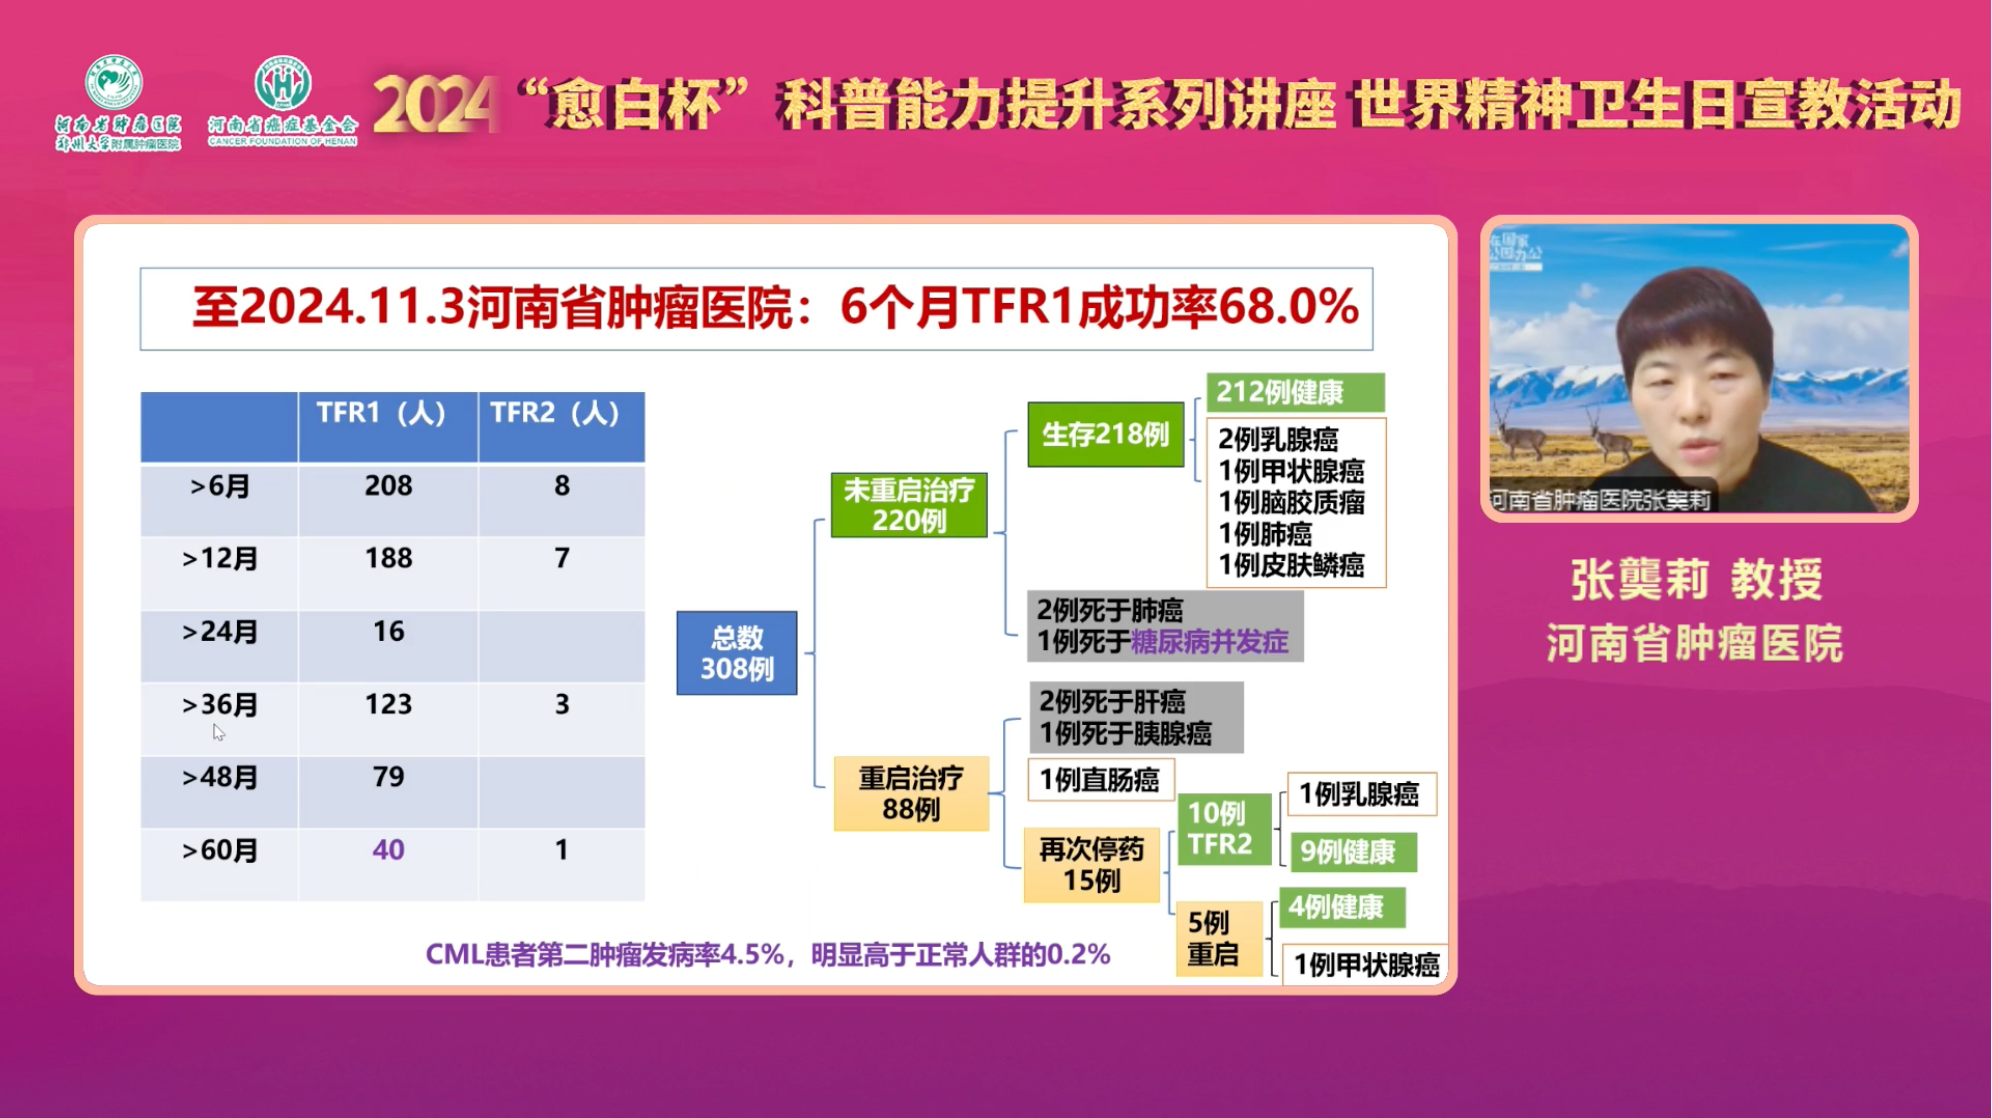 河南省肿瘤医院
郑州大学附属肿瘤医院
河南省癌症基金会
CANCER FOUNDATION OF HENAN
2024“愈白杯”科普能力提升系列讲座 世界精神卫生日宣教活动
至2024.11.3河南省肿瘤医院：6个月TFR1成功率68.0%
TFR1（人） TFR2（人）
>6月 208 8
>12月 188 7
>24月 16
>36月 123 3
>48月 79
>60月 40 1
总数
308例
未重启治疗
220例
生存218例
212例健康
2例乳腺癌
1例甲状腺癌
1例脑胶质瘤
1例肺癌
1例皮肤鳞癌
2例死于肺癌
1例死于糖尿病并发症
重启治疗
88例
2例死于肝癌
1例死于胰腺癌
1例直肠癌
再次停药
15例
10例
TFR2
1例乳腺癌
9例健康
5例
重启
4例健康
1例甲状腺癌
CML患者第二肿瘤发病率4.5%，明显高于正常人群的0.2%
河南省肿瘤医院张龑莉
张龑莉 教授
河南省肿瘤医院